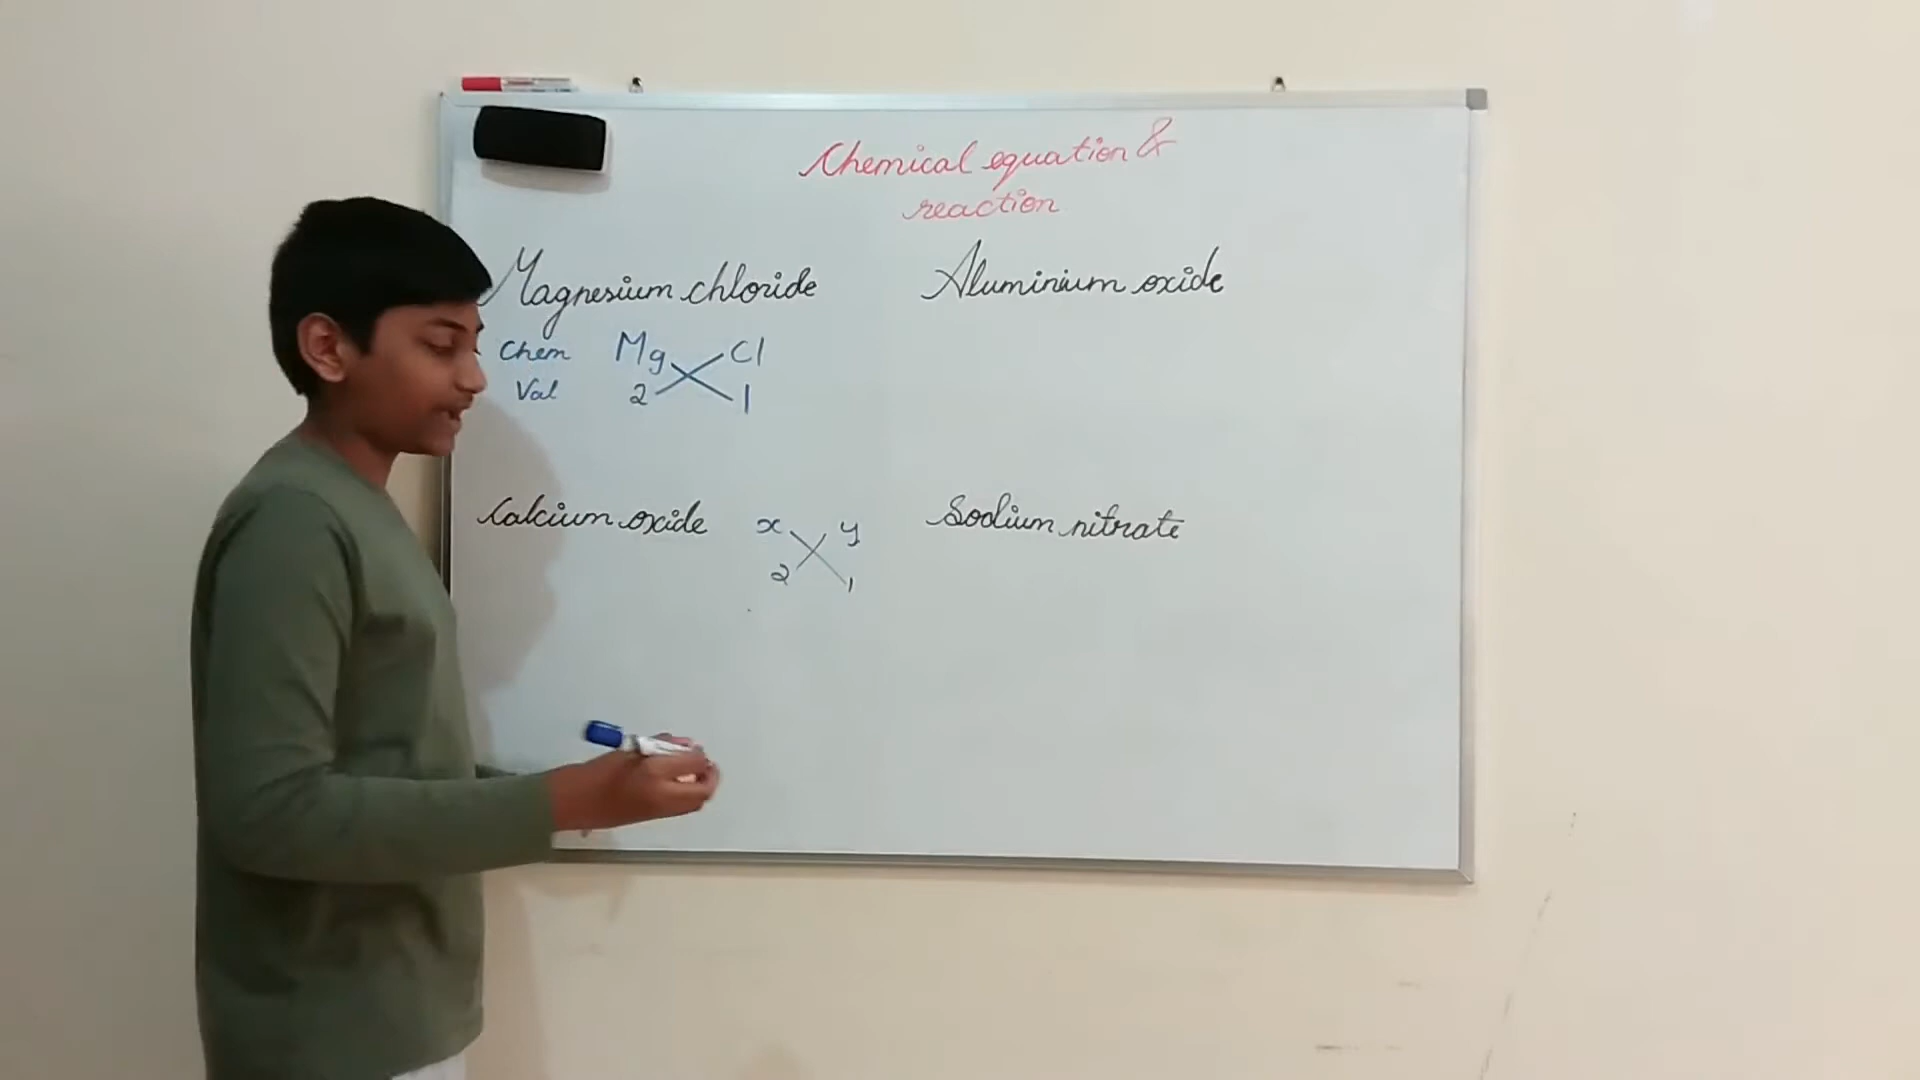 Chemical equation &
reaction
Magnesium chloride
Chem Mg Cl
Val 2 1
Aluminium oxide
Calcium oxide
x y
2 1
Sodium nitrate